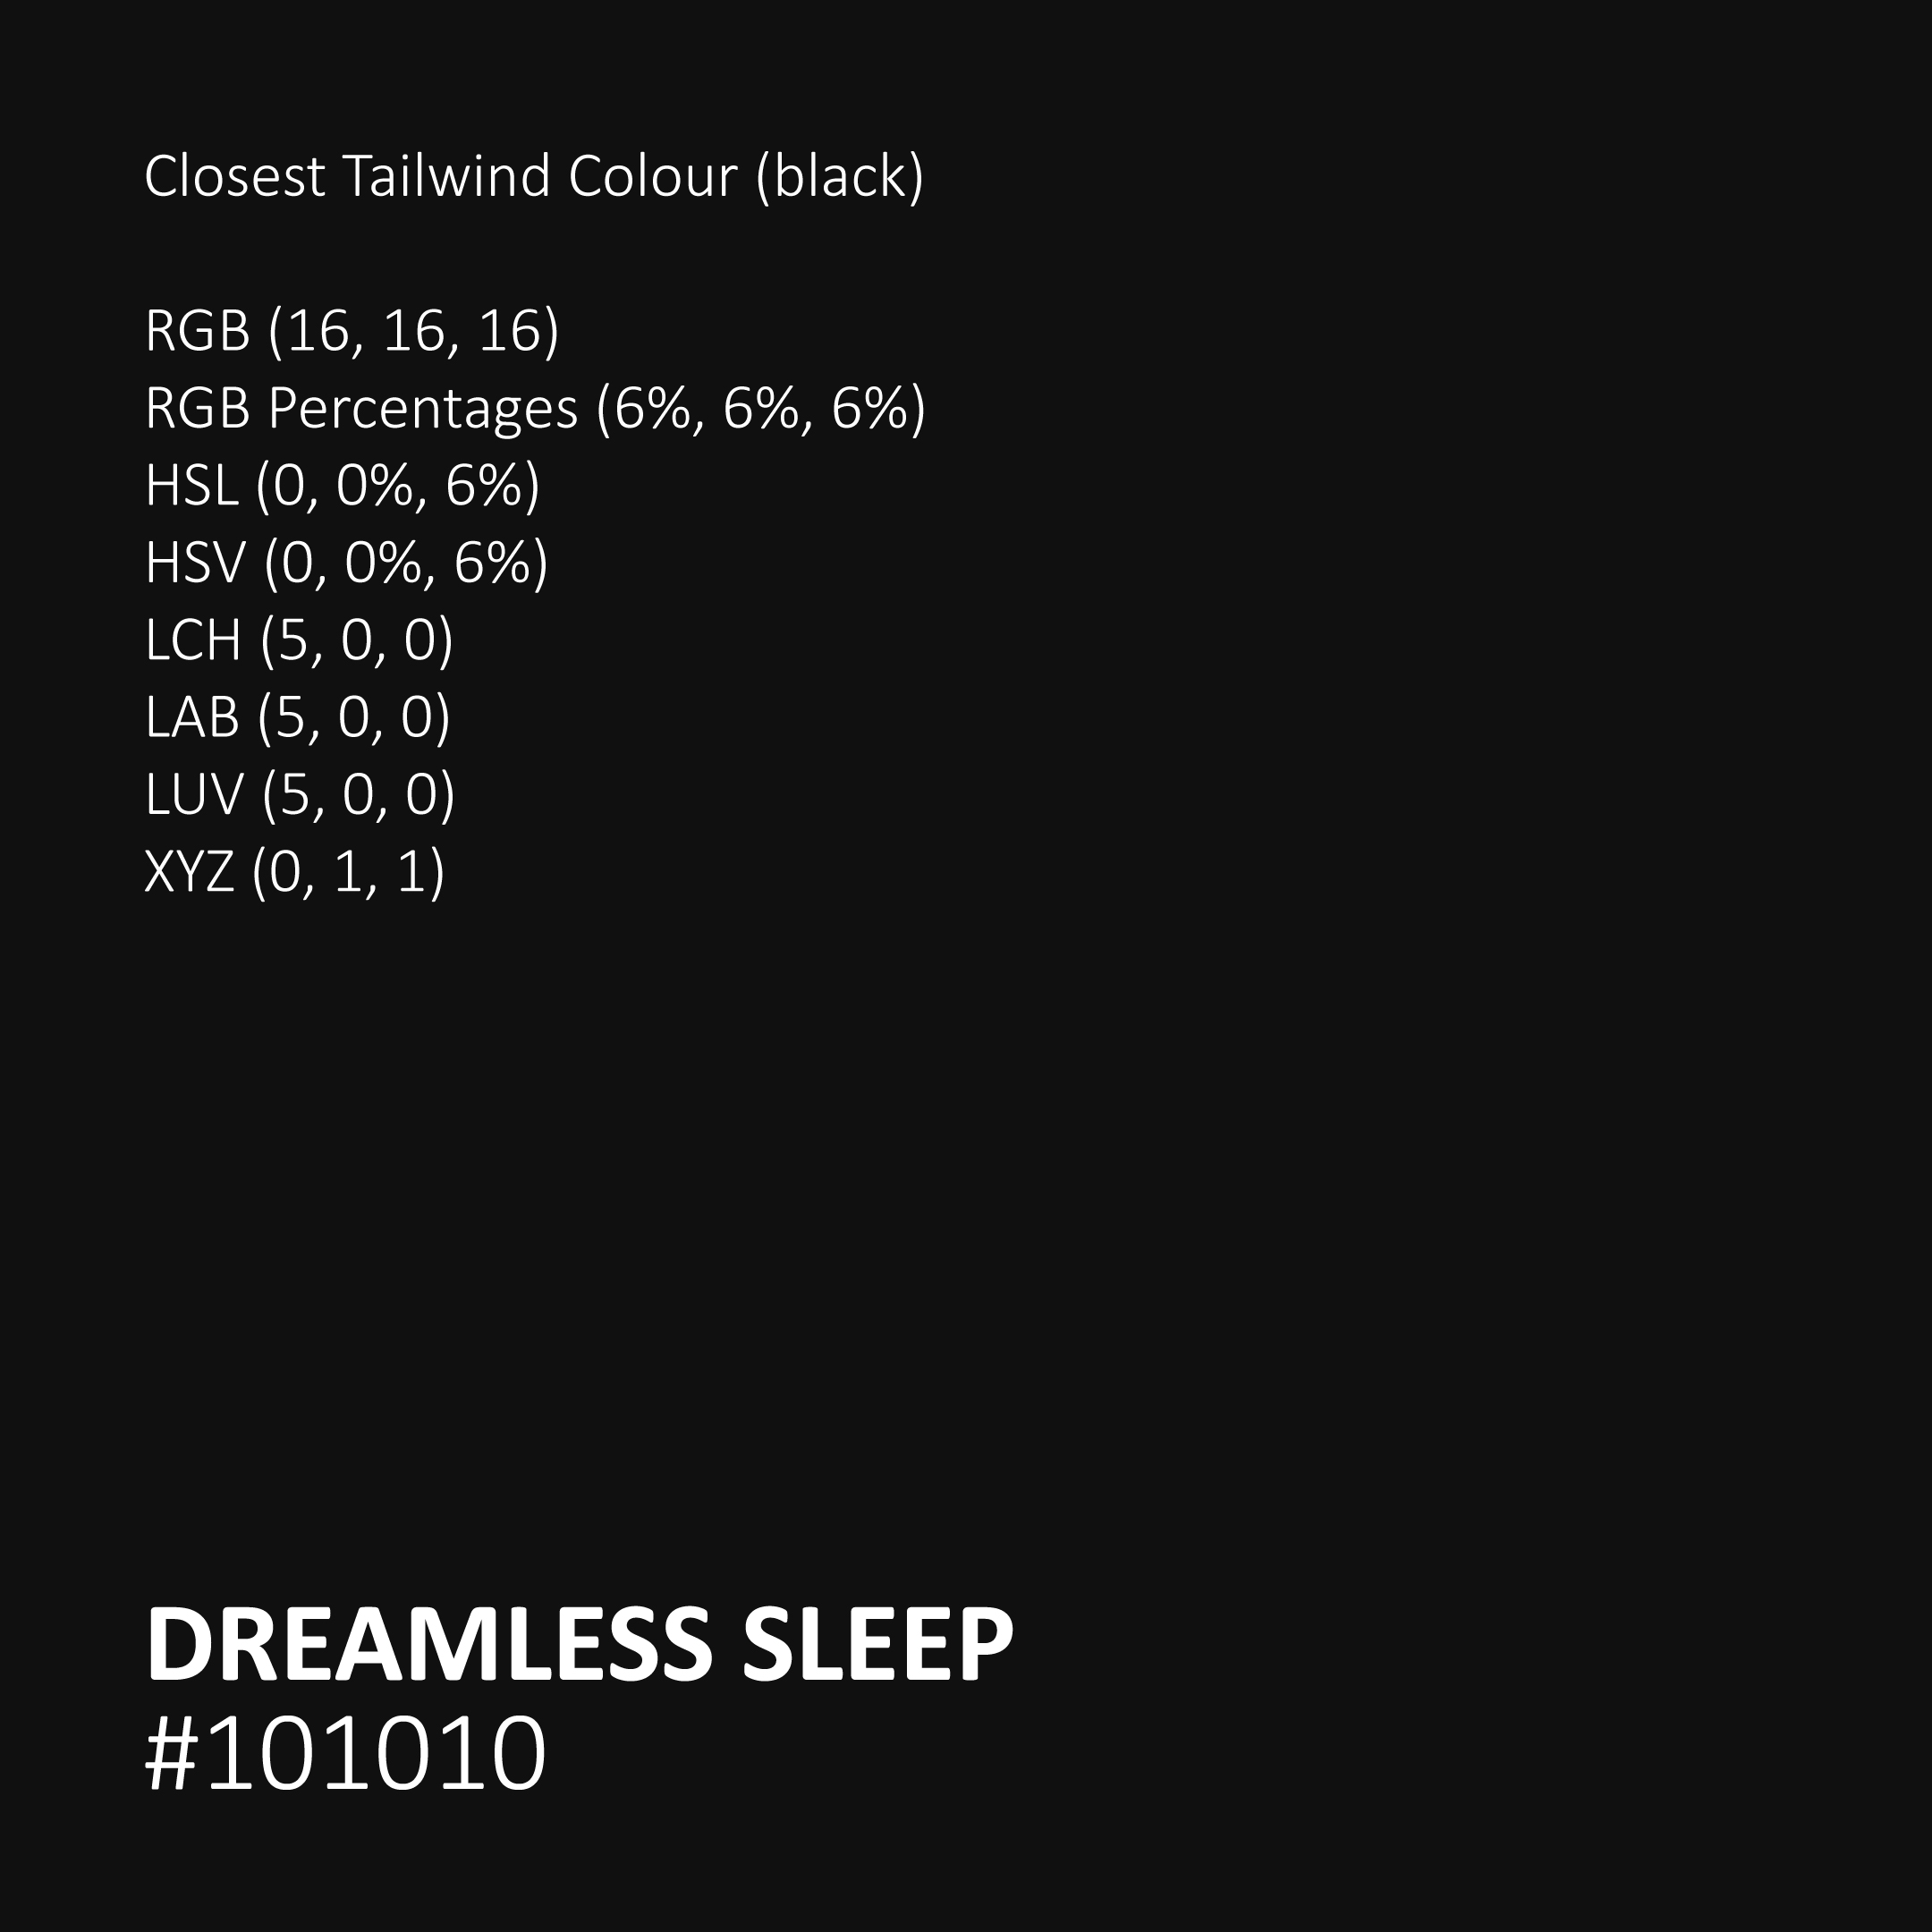 Closest Tailwind Colour (black)
RGB (16, 16, 16)
RGB Percentages (6%, 6%, 6%)
HSL (0, 0%, 6%)
HSV (0, 0%, 6%)
LCH (5, 0, 0)
LAB (5, 0, 0)
LUV (5, 0, 0)
XYZ (0, 1, 1)
DREAMLESS SLEEP
#101010